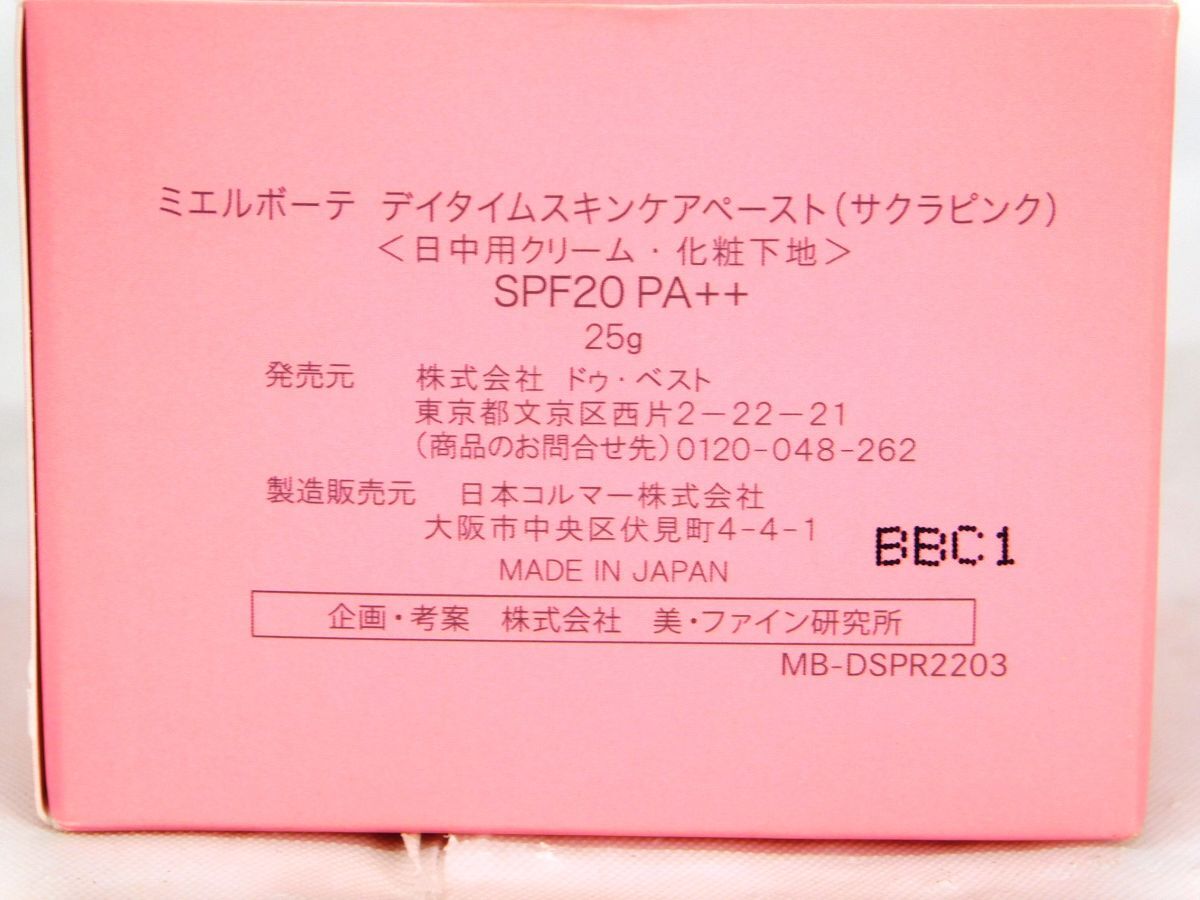 ミエルボーテ デイタイムスキンケアペースト(サクラピンク)
<日中用クリーム・化粧下地>
SPF20 PA++
25g
発売元 株式会社 ドゥ・ベスト
東京都文京区西片2-22-21
(商品のお問合せ先)0120-048-262
製造販売元 日本コルマー株式会社
大阪市中央区伏見町4-4-1
BBC1
MADE IN JAPAN
企画・考案 株式会社 美・ファイン研究所
MB-DSPR2203